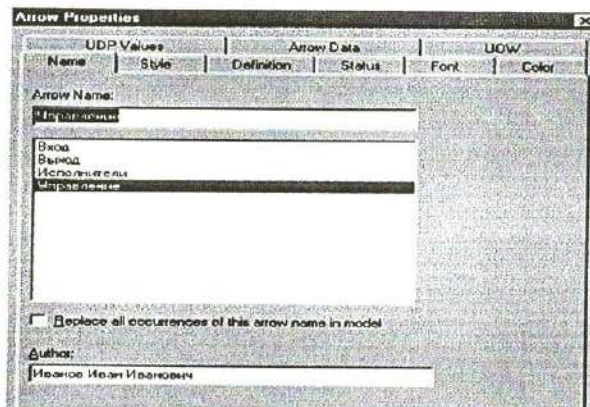 Arrow Properties
UDP Values Arrow Data UOW
Name Style Definition Status Font Color
Arrow Name:
Управление
Вход
Выход
Исполнители
Управление
Replace all occurrences of this arrow name in model
Author:
Иванов Иван Иванович